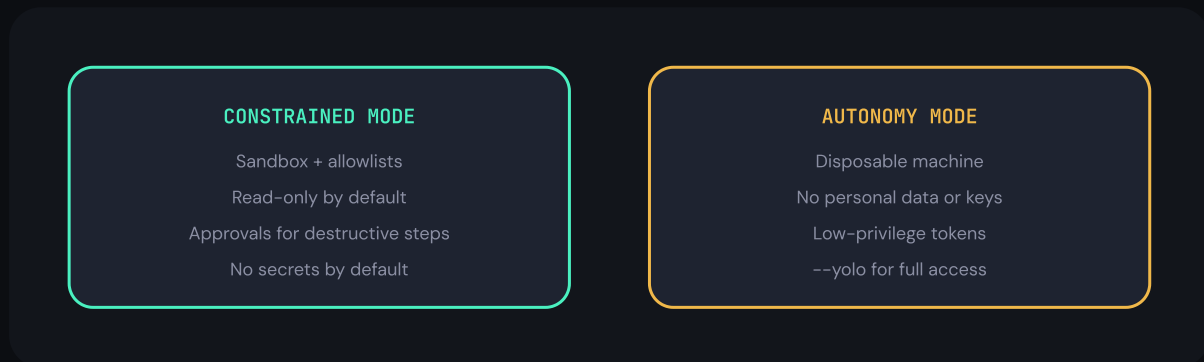 CONSTRAINED MODE
Sandbox + allowlists
Read-only by default
Approvals for destructive steps
No secrets by default
AUTONOMY MODE
Disposable machine
No personal data or keys
Low-privilege tokens
--yolo for full access